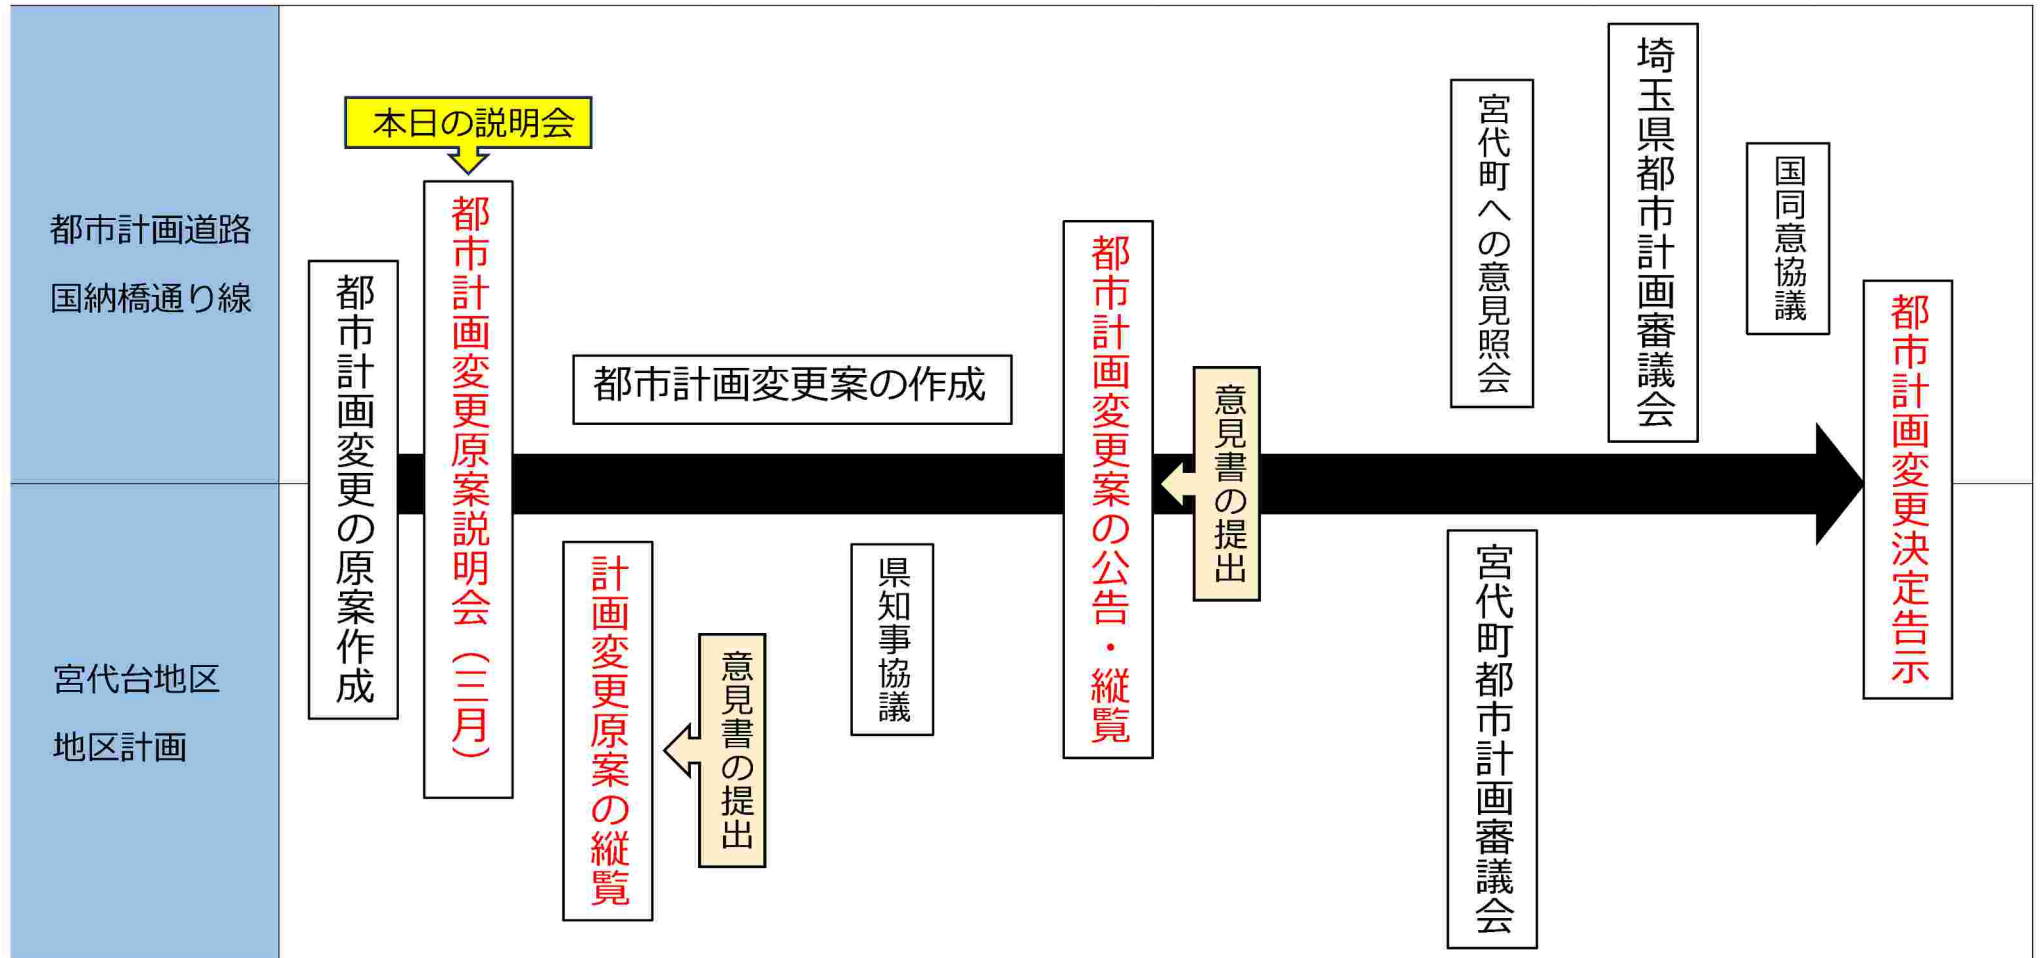 都市計画道路
国納橋通り線
宮代台地区
地区計画
都市計画変更の原案作成
本日の説明会
都市計画変更原案説明会（三月）
計画変更原案の縦覧
意見書の提出
都市計画変更案の作成
県知事協議
都市計画変更案の公告・縦覧
意見書の提出
宮代町への意見照会
宮代町都市計画審議会
埼玉県都市計画審議会
国同意協議
都市計画変更決定告示